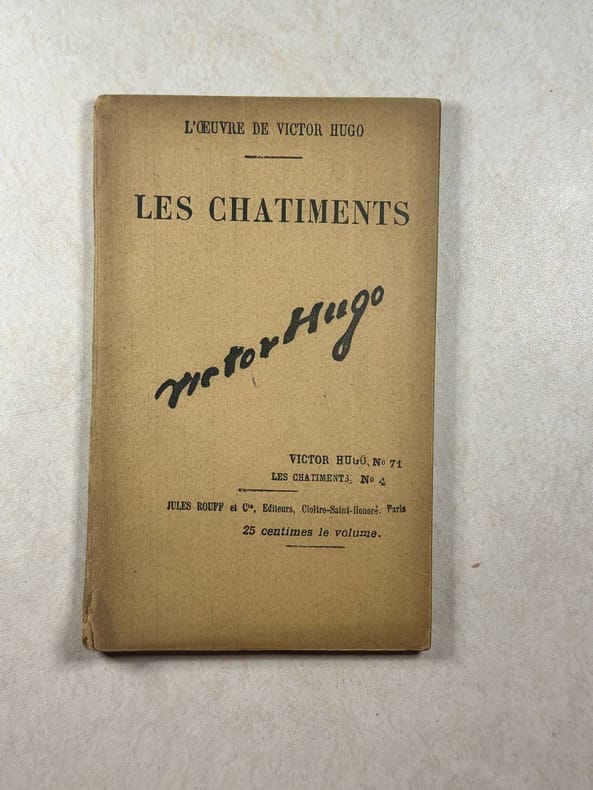 L'ŒUVRE DE VICTOR HUGO
LES CHATIMENTS
Victor Hugo
VICTOR HUGO, No 71
LES CHATIMENTS, No 4
JULES ROUFF et Cie, Editeurs, Cloître-Saint-Honoré. Paris
25 centimes le volume.